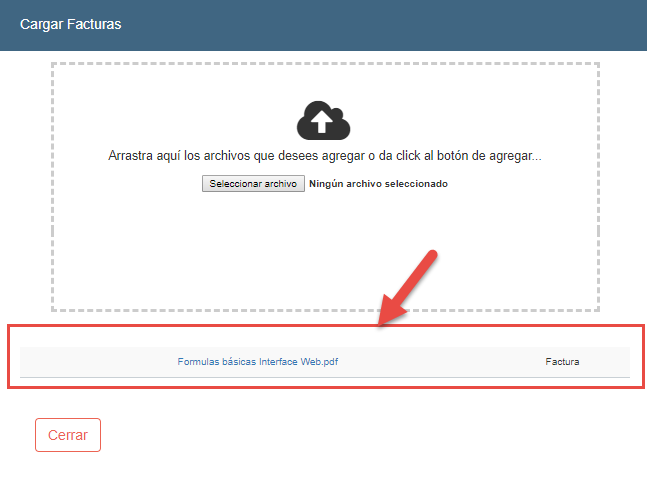 Cargar Facturas
Arrastra aquí los archivos que desees agregar o da click al botón de agregar...
Seleccionar archivo Ningún archivo seleccionado
Formulas básicas Interface Web.pdf Factura
Cerrar